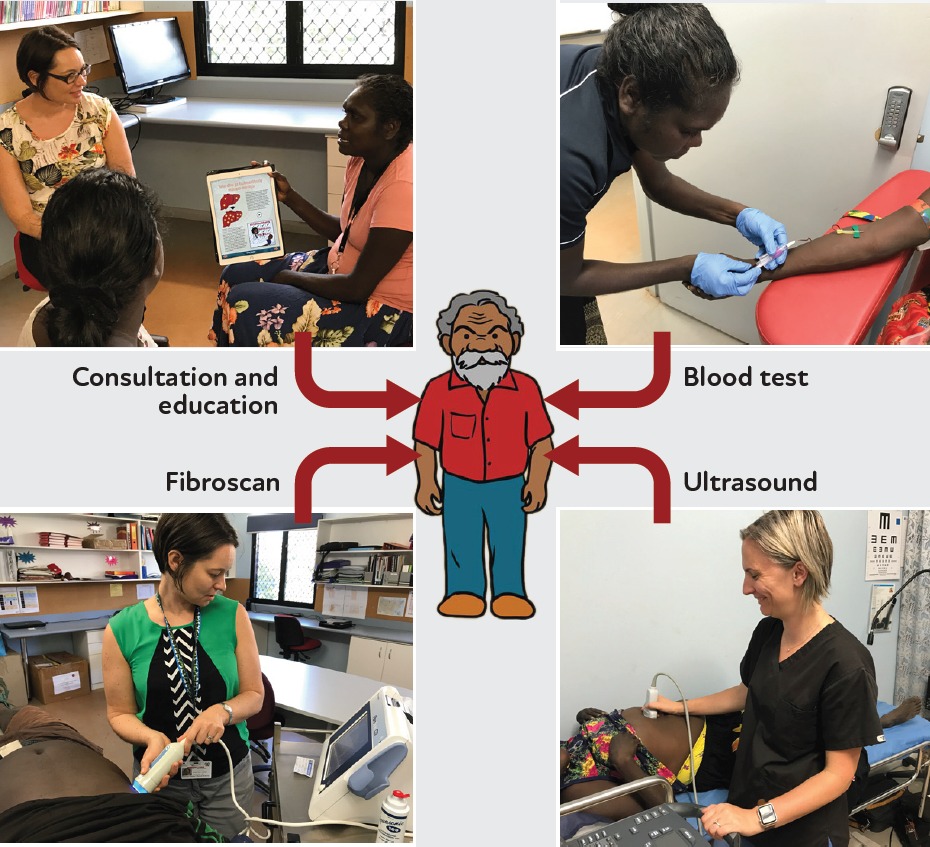 Consultation and
education
Blood test
Fibroscan
Ultrasound